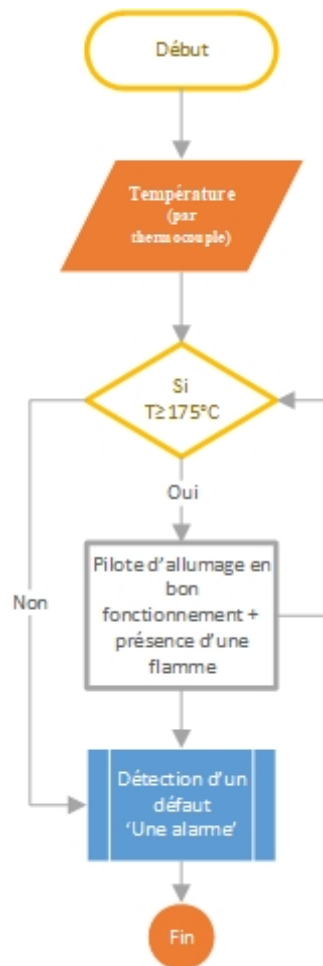 Début
Température
(par
thermocouple)
Si
T≥175°C
Oui
Pilote d'allumage en
bon
fonctionnement +
présence d'une
flamme
Non
Détection d'un
défaut
'Une alarme'
Fin